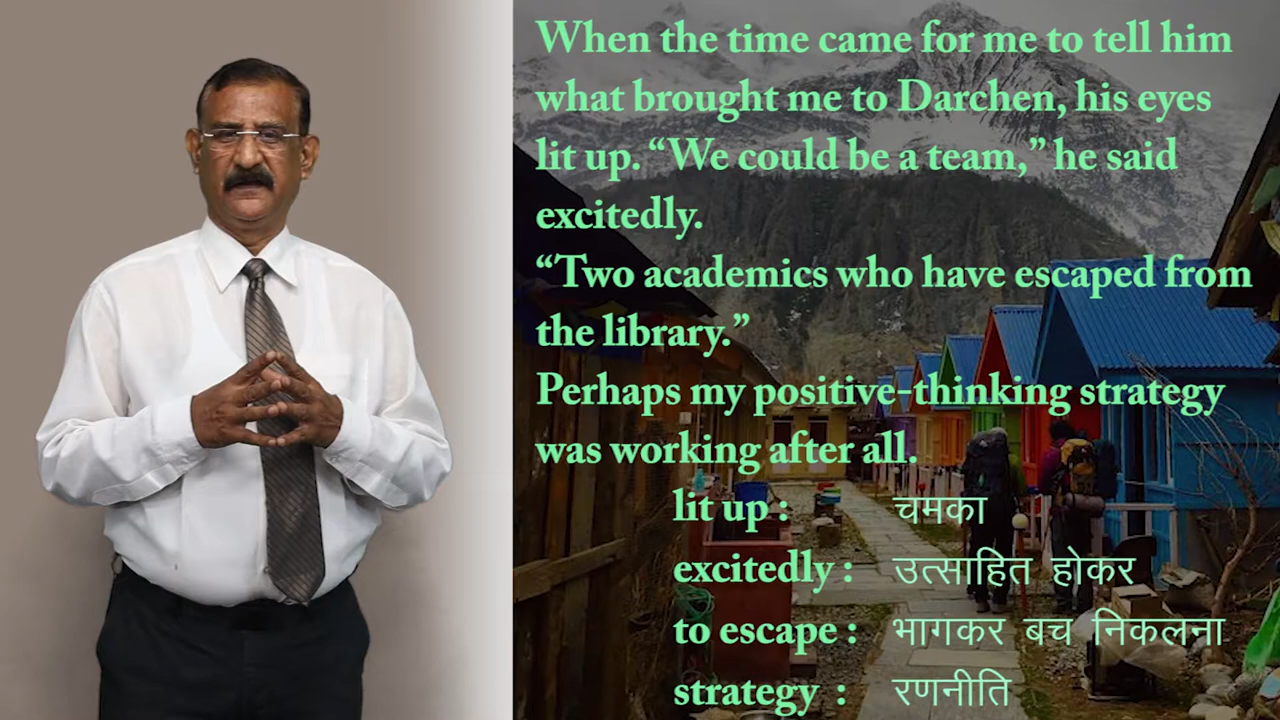 When the time came for me to tell him
what brought me to Darchen, his eyes
lit up. “We could be a team,” he said
excitedly.
“Two academics who have escaped from
the library.”
Perhaps my positive-thinking strategy
was working after all.
lit up : चमका
excitedly : उत्साहित होकर
to escape : भागकर बच निकलना
strategy : रणनीति